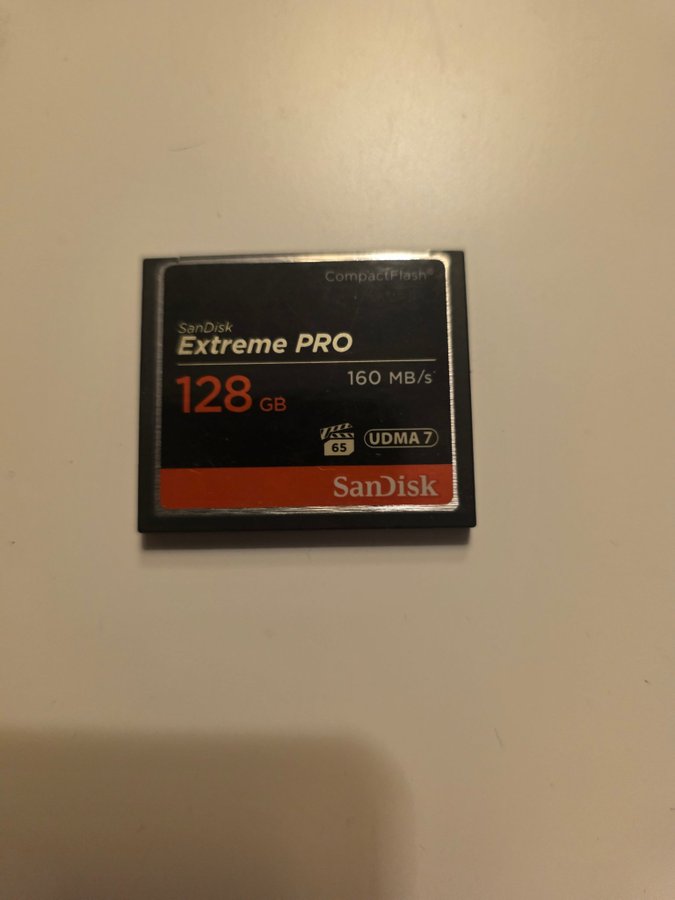 CompactFlash®
SanDisk
Extreme PRO
128 GB
160 MB/s
65
UDMA 7
SanDisk